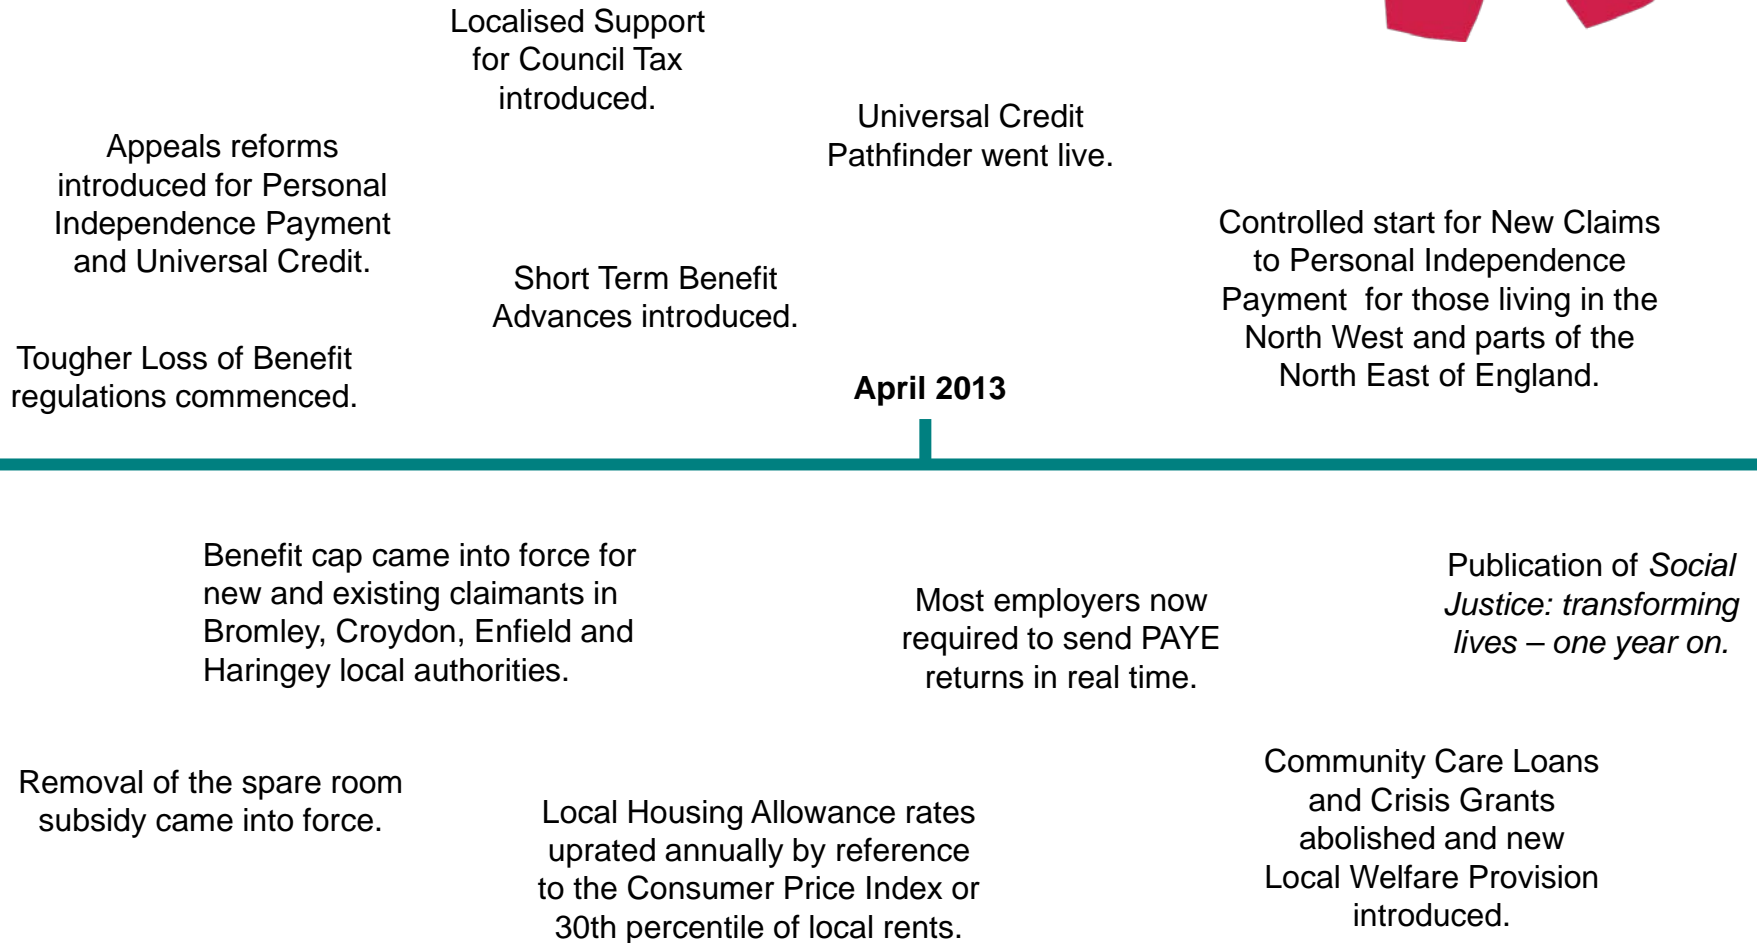 Localised Support
for Council Tax
introduced.
Universal Credit
Pathfinder went live.
Appeals reforms
introduced for Personal
Independence Payment
and Universal Credit.
Controlled start for New Claims
to Personal Independence
Payment  for those living in the
North West and parts of the
North East of England.
Short Term Benefit
Advances introduced.
Tougher Loss of Benefit
regulations commenced.
April 2013
Benefit cap came into force for
new and existing claimants in
Bromley, Croydon, Enfield and
Haringey local authorities.
Most employers now
required to send PAYE
returns in real time.
Publication of Social
Justice: transforming
lives – one year on.
Removal of the spare room
subsidy came into force.
Local Housing Allowance rates
uprated annually by reference
to the Consumer Price Index or
30th percentile of local rents.
Community Care Loans
and Crisis Grants
abolished and new
Local Welfare Provision
introduced.